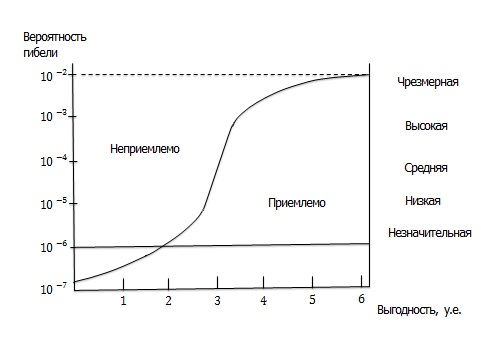 Вероятность
гибели
10 −2
Чрезмерная
10 −3
Высокая
Неприемлемо
10 −4
Средняя
10 −5
Приемлемо
Низкая
Незначительная
10 −6
10 −7
1 2 3 4 5 6
Выгодность, у.е.